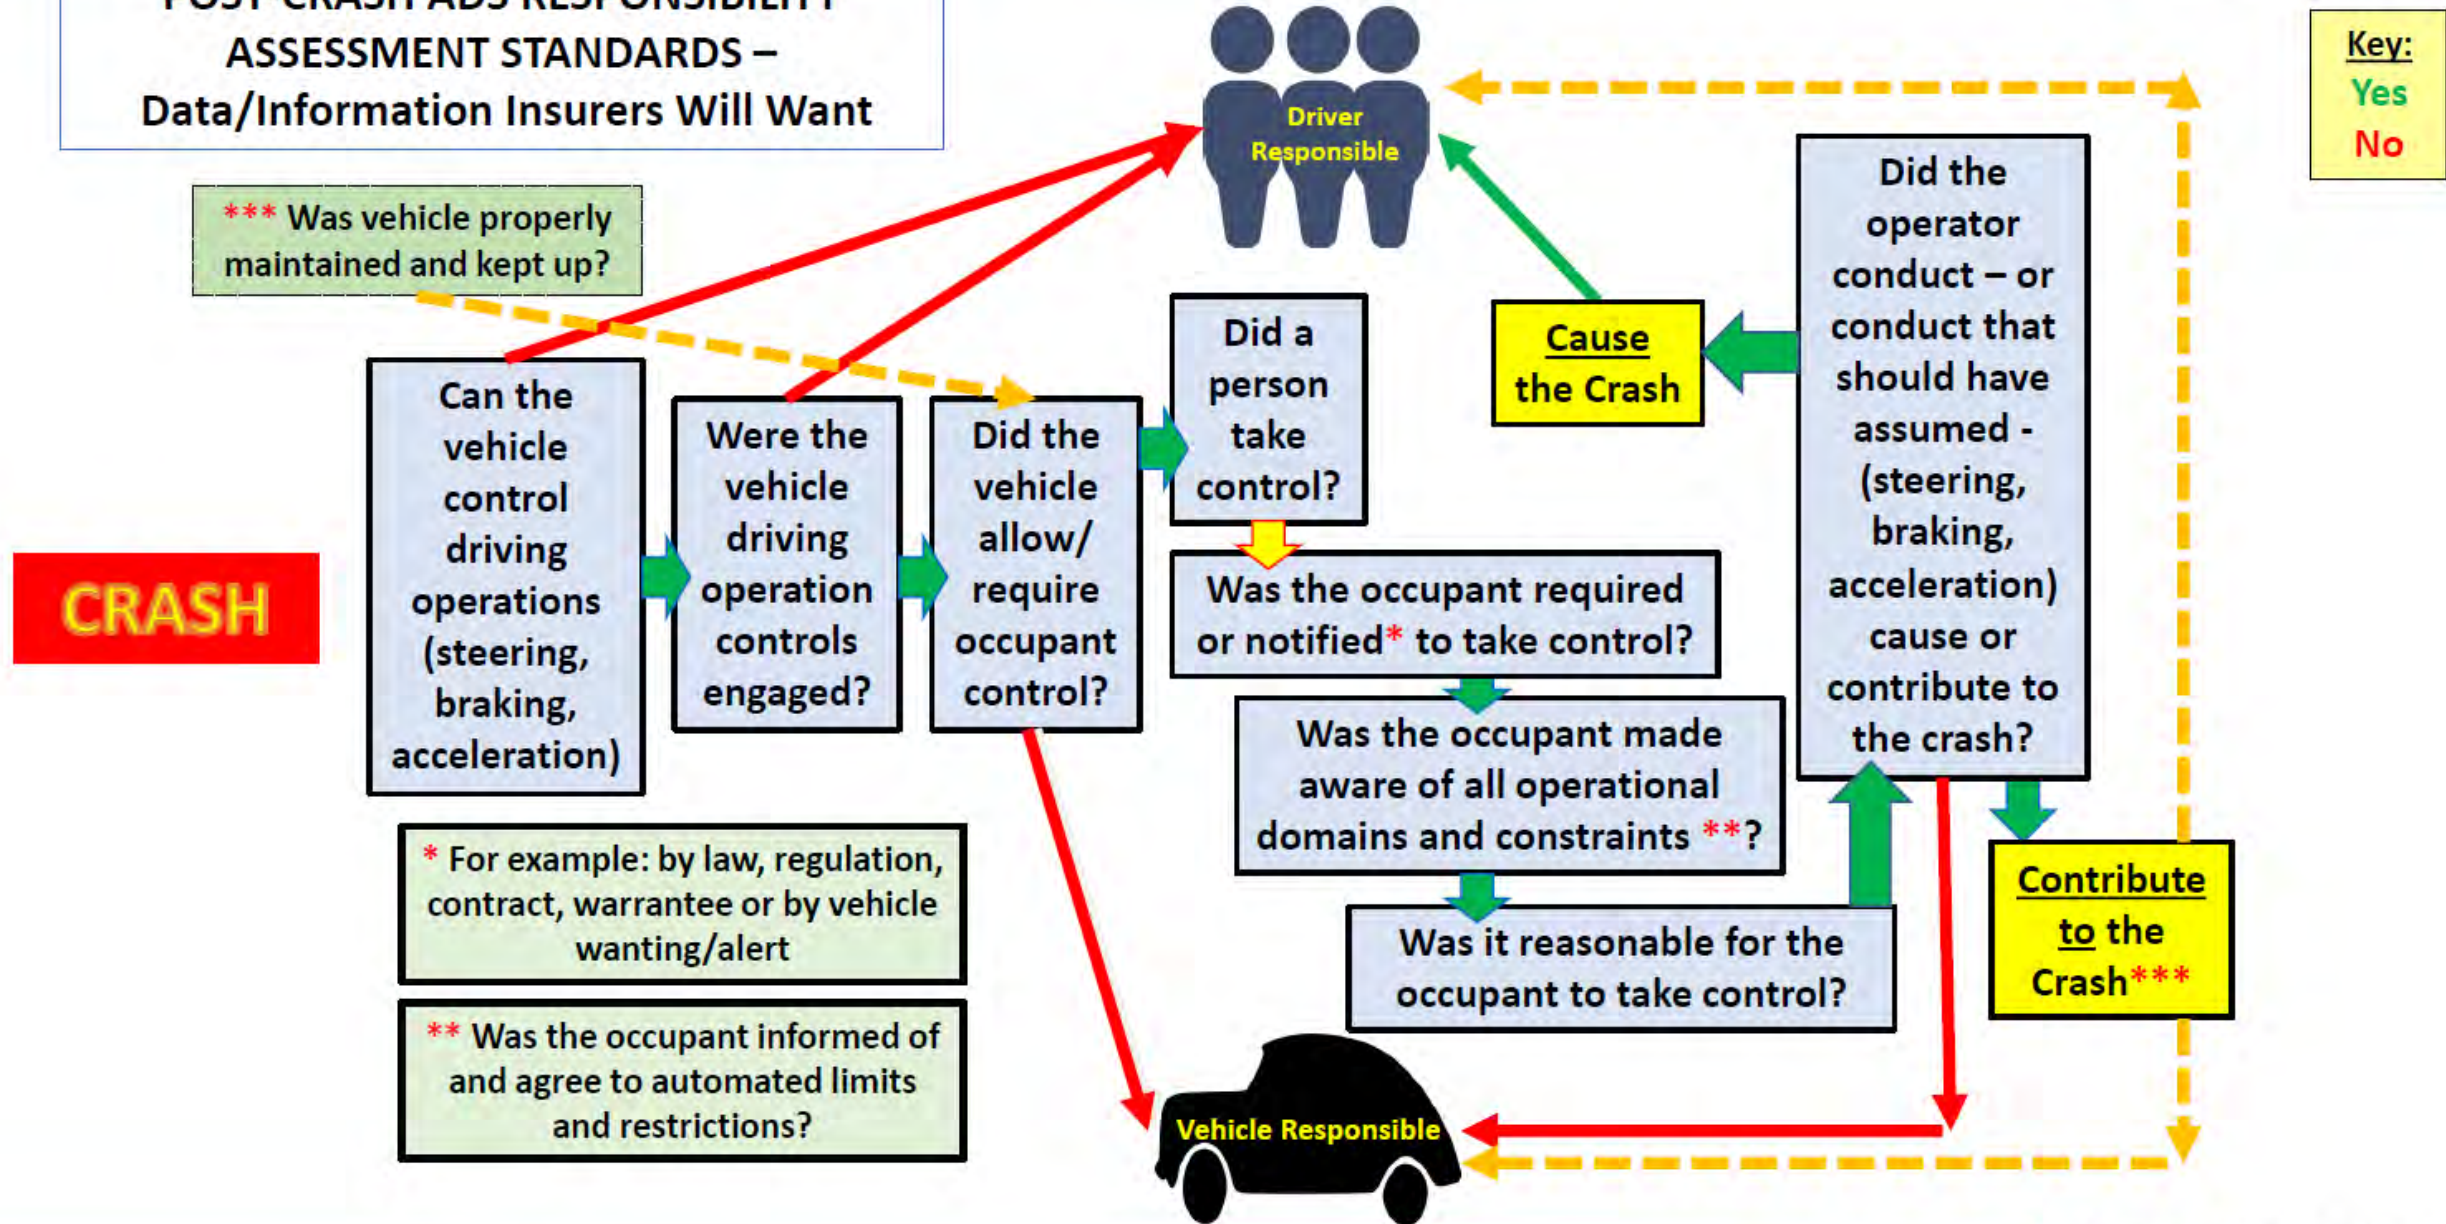 POST-CRASH ADS RESPONSIBILITY
ASSESSMENT STANDARDS –
Data/Information Insurers Will Want
Key:
Yes
No
Driver
Responsible
*** Was vehicle properly
maintained and kept up?
CRASH
Can the
vehicle
control
driving
operations
(steering,
braking,
acceleration)
Were the
vehicle
driving
operation
controls
engaged?
Did the
vehicle
allow/
require
occupant
control?
Did a
person
take
control?
Was the occupant required
or notified* to take control?
Was the occupant made
aware of all operational
domains and constraints **?
Was it reasonable for the
occupant to take control?
Did the
operator
conduct – or
conduct that
should have
assumed -
(steering,
braking,
acceleration)
cause or
contribute to
the crash?
Cause
the Crash
Contribute
to the
Crash***
* For example: by law, regulation,
contract, warrantee or by vehicle
wanting/alert
** Was the occupant informed of
and agree to automated limits
and restrictions?
Vehicle Responsible